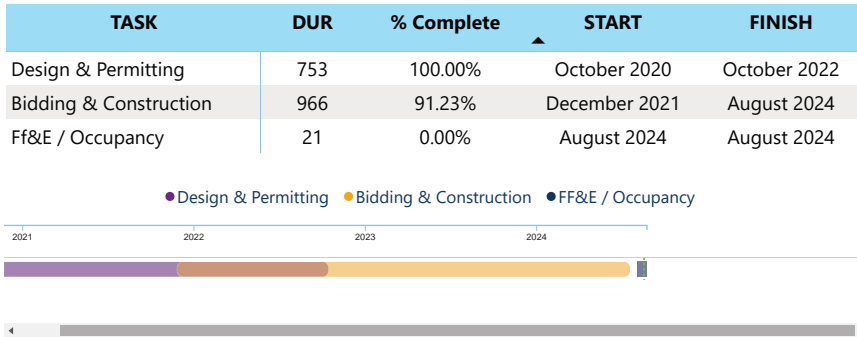 TASK DUR % Complete START FINISH
Design & Permitting 753 100.00% October 2020 October 2022
Bidding & Construction 966 91.23% December 2021 August 2024
Ff&E / Occupancy 21 0.00% August 2024 August 2024
Design & Permitting Bidding & Construction FF&E / Occupancy
2021 2022 2023 2024